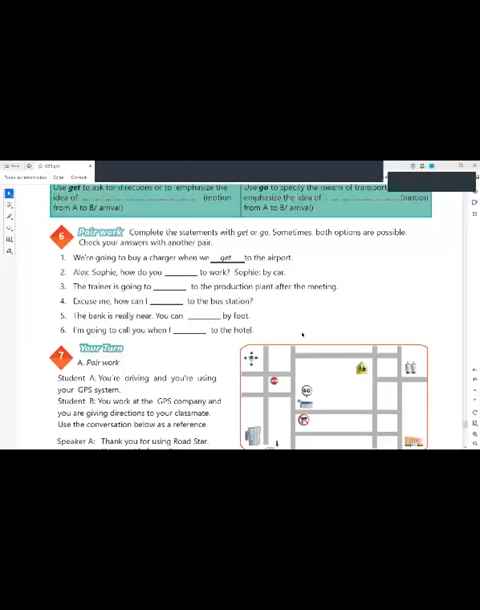 Use get to ask for directions or to emphasize the
idea of (motion
from A to B/ arrival)
Use go to specify the means of transport
emphasize the idea of (motion
from A to B/ arrival)
6 Pair work Complete the statements with get or go. Sometimes, both options are possible.
Check your answers with another pair.
1. We're going to buy a charger when we get to the airport.
2. Alex: Sophie, how do you ________ to work? Sophie: by car.
3. The trainer is going to ________ to the production plant after the meeting.
4. Excuse me, how can I ________ to the bus station?
5. The bank is really near. You can ________ by foot.
6. I'm going to call you when I ________ to the hotel.
7 Your Turn
A. Pair work
Student A: You're driving and you're using
your GPS system.
Student B: You work at the GPS company and
you are giving directions to your classmate.
Use the conversation below as a reference.
Speaker A: Thank you for using Road Star.